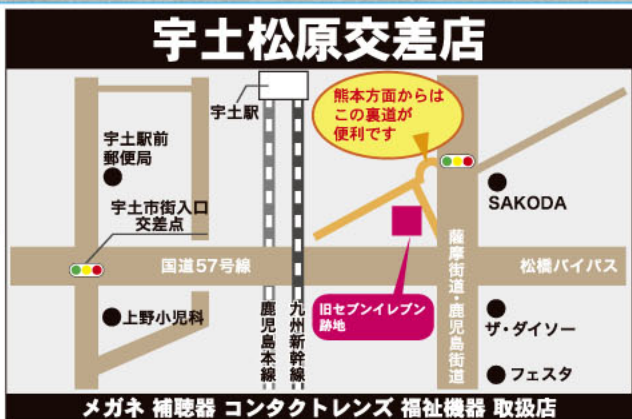 宇土松原交差店
宇土駅
熊本方面からは
この裏道が
便利です
宇土駅前
郵便局
宇土市街入口
交差点
SAKODA
国道57号線
松橋バイパス
薩摩街道・鹿児島街道
旧セブンイレブン
跡地
上野小児科
鹿児島本線
九州新幹線
ザ・ダイソー
フェスタ
メガネ 補聴器 コンタクトレンズ 福祉機器 取扱店